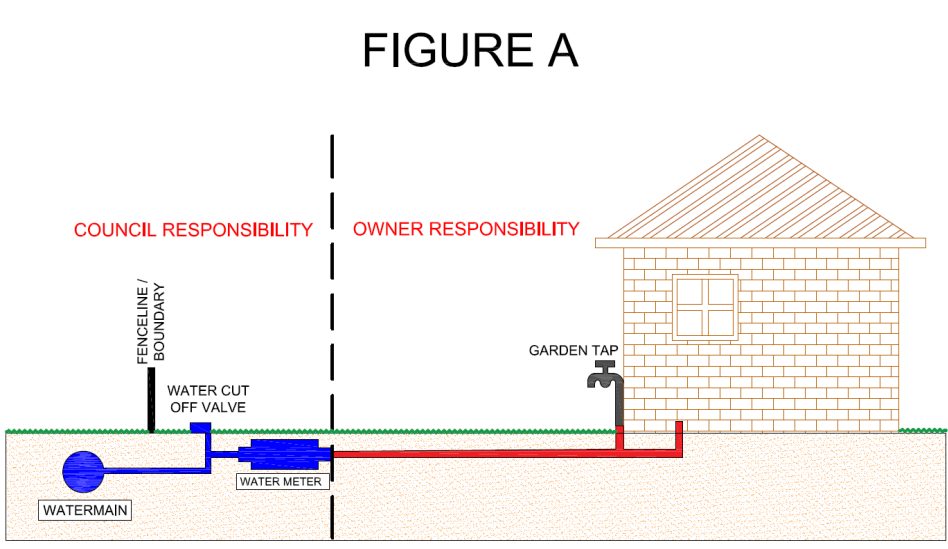 FIGURE A
COUNCIL RESPONSIBILITY
OWNER RESPONSIBILITY
FENCELINE /
BOUNDARY
GARDEN TAP
WATER CUT
OFF VALVE
WATER METER
WATERMAIN